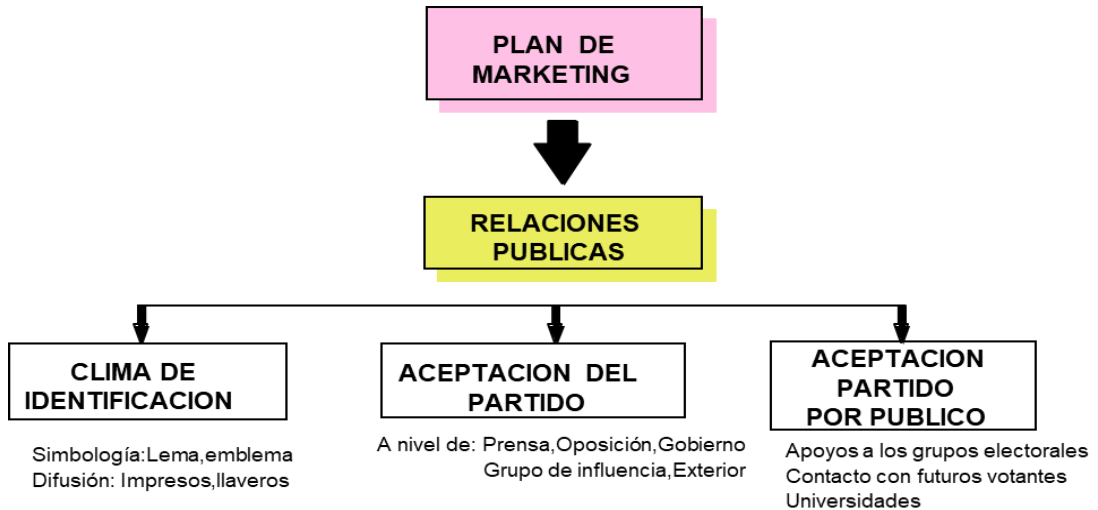 PLAN DE
MARKETING
RELACIONES
PUBLICAS
CLIMA DE
IDENTIFICACION
Simbología:Lema,emblema
Difusión: Impresos,llaveros
ACEPTACION DEL
PARTIDO
A nivel de: Prensa,Oposición,Gobierno
Grupo de influencia,Exterior
ACEPTACION
PARTIDO
POR PUBLICO
Apoyos a los grupos electorales
Contacto con futuros votantes
Universidades